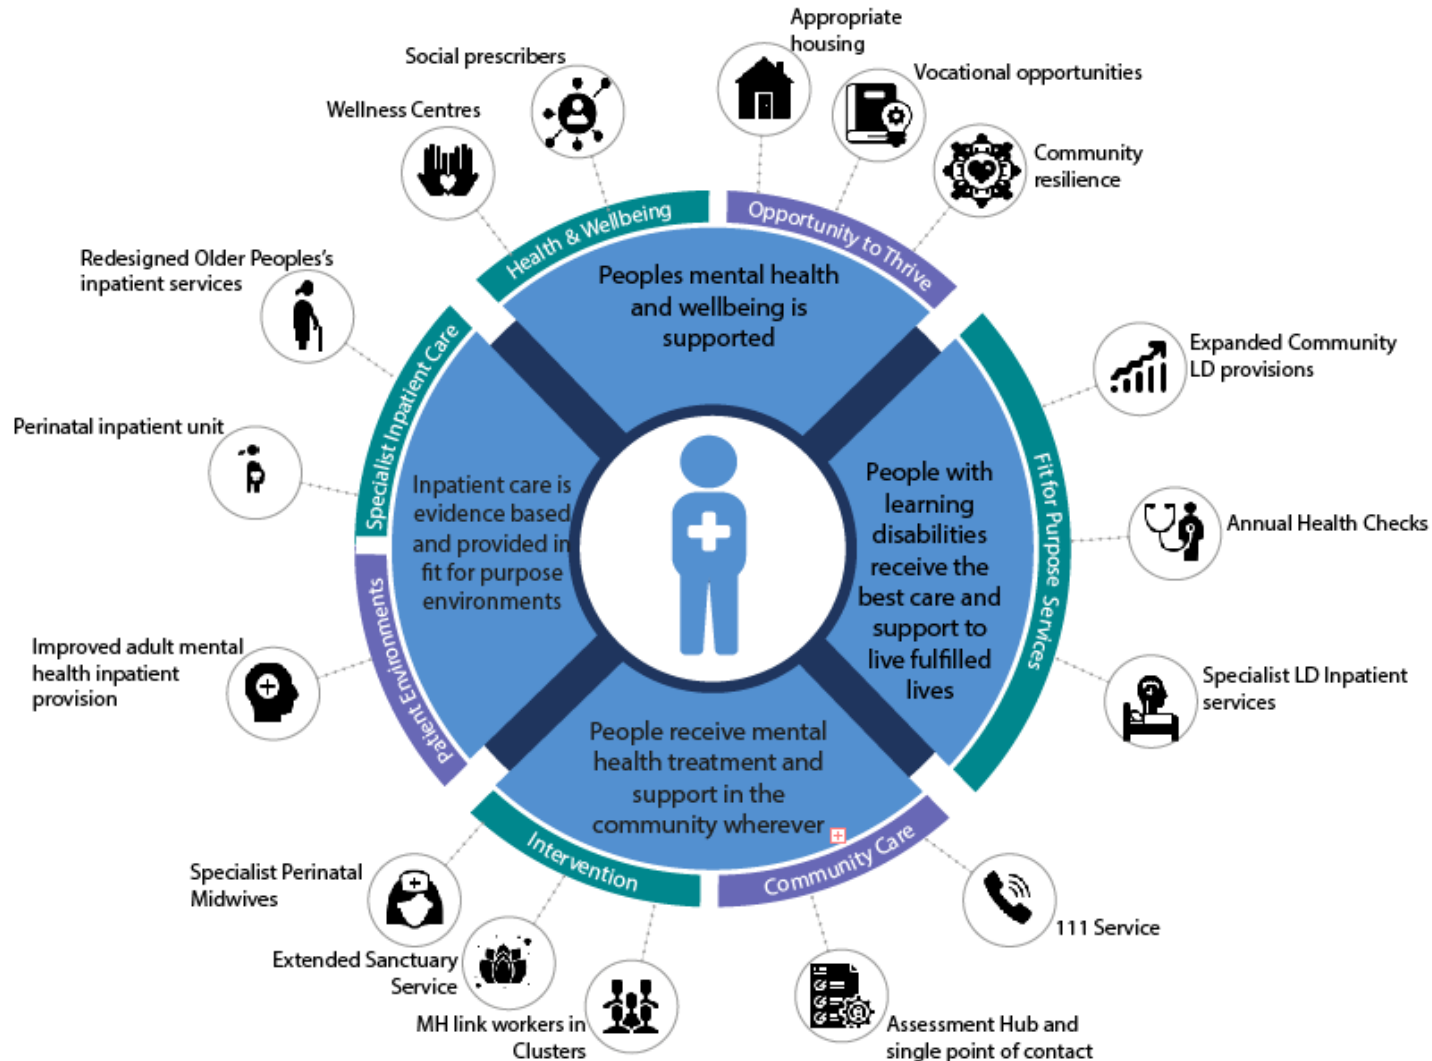 Appropriate
housing
Social prescribers
Vocational opportunities
Wellness Centres
Community
resilience
Health & Wellbeing
Opportunity to Thrive
Peoples mental health
and wellbeing is
supported
Redesigned Older Peoples's
inpatient services
Specialist Inpatient Care
Expanded Community
LD provisions
Perinatal inpatient unit
Inpatient care is
evidence based
and provided in
fit for purpose
environments
People with
learning
disabilities
receive the
best care and
support to
live fulfilled
lives
Fit for Purpose Services
Annual Health Checks
Improved adult mental
health inpatient
provision
Patient Environments
Specialist LD Inpatient
services
People receive mental
health treatment and
support in the
community wherever
Intervention
Community Care
Specialist Perinatal
Midwives
111 Service
Extended Sanctuary
Service
MH link workers in
Clusters
Assessment Hub and
single point of contact